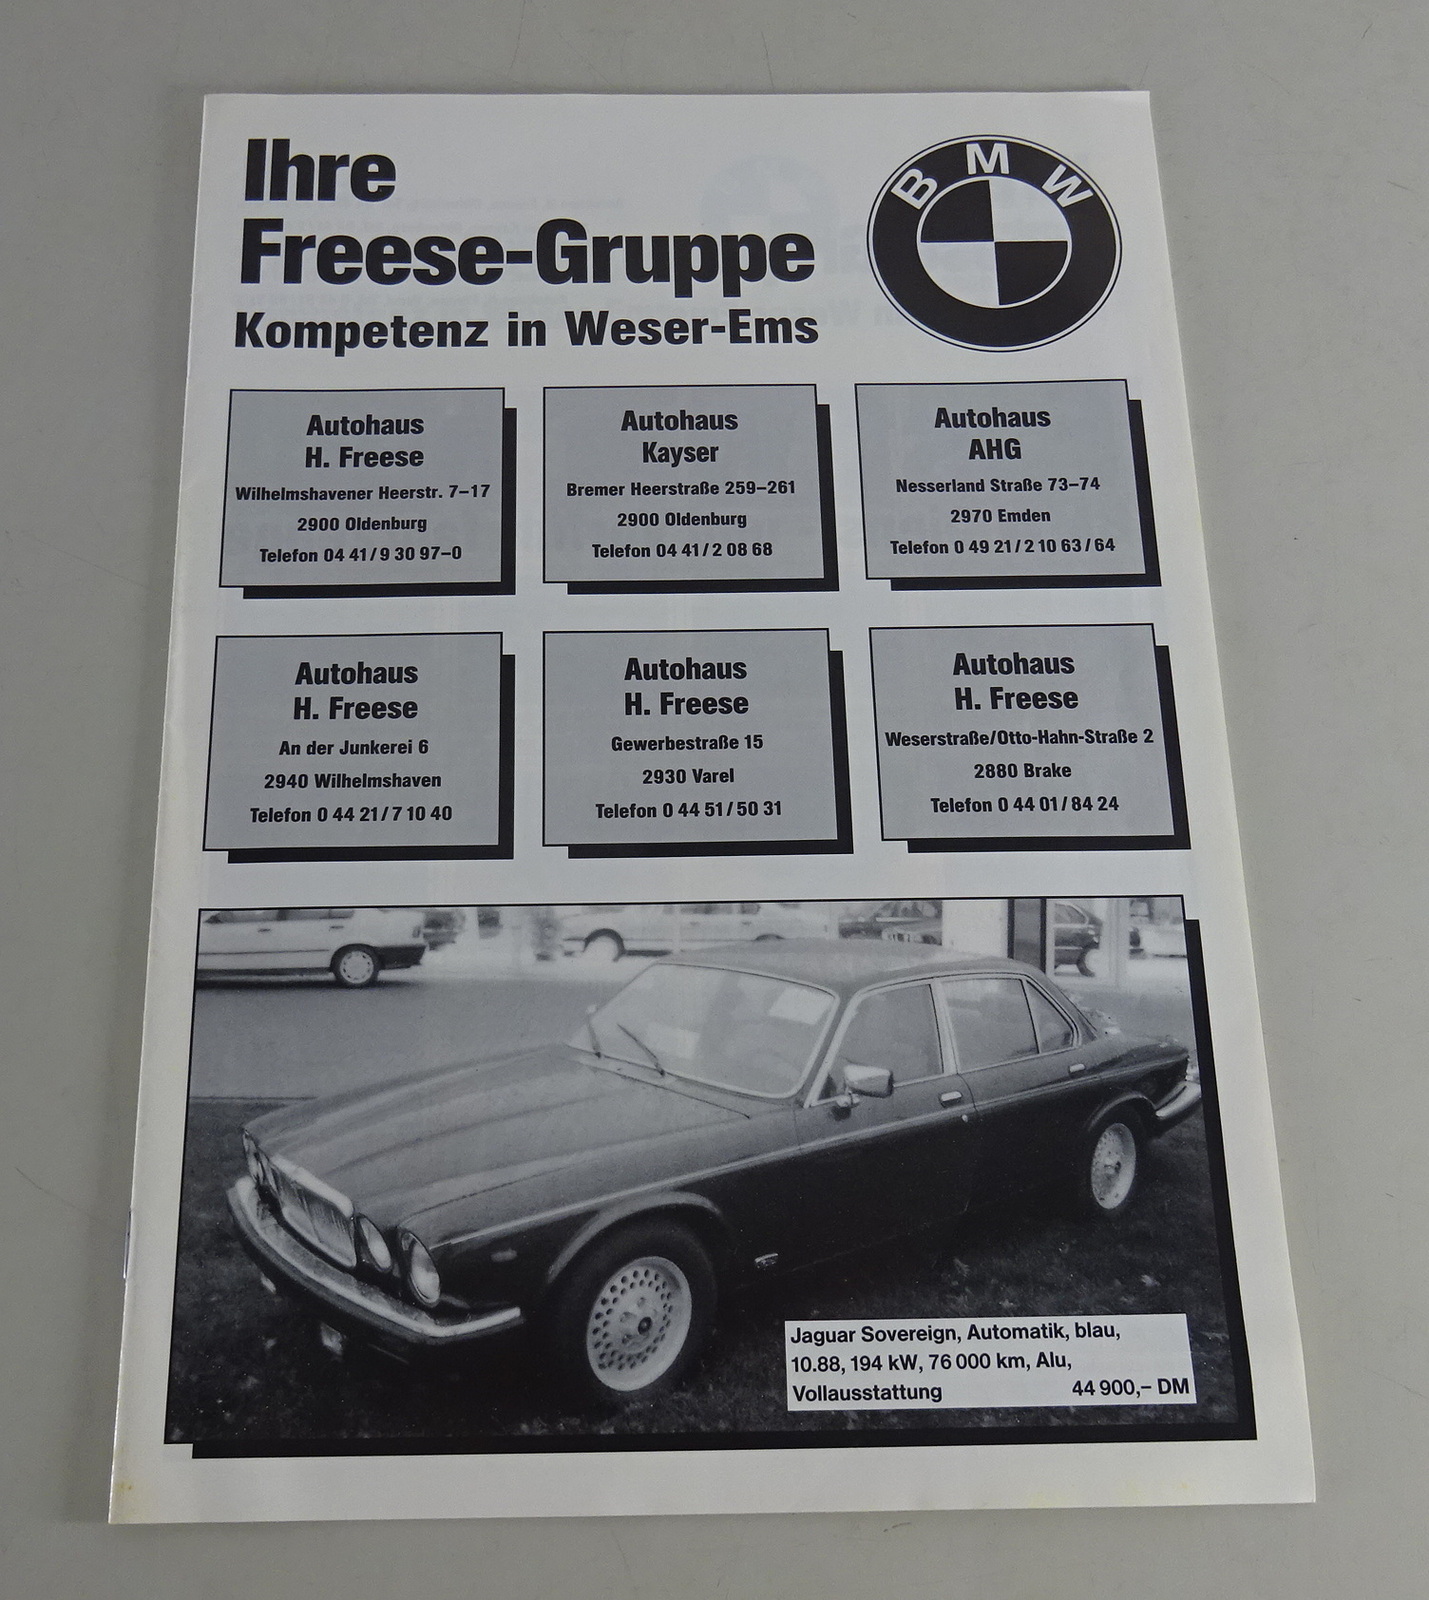 Ihre
Freese-Gruppe
Kompetenz in Weser-Ems
BMW
Autohaus
H. Freese
Wilhelmshavener Heerstr. 7–17
2900 Oldenburg
Telefon 04 41/9 30 97–0
Autohaus
Kayser
Bremer Heerstraße 259–261
2900 Oldenburg
Telefon 04 41/2 08 68
Autohaus
AHG
Nesserland Straße 73–74
2970 Emden
Telefon 0 49 21/2 10 63/64
Autohaus
H. Freese
An der Junkerei 6
2940 Wilhelmshaven
Telefon 0 44 21/7 10 40
Autohaus
H. Freese
Gewerbestraße 15
2930 Varel
Telefon 0 44 51/50 31
Autohaus
H. Freese
Weserstraße/Otto-Hahn-Straße 2
2880 Brake
Telefon 0 44 01/84 24
Jaguar Sovereign, Automatik, blau,
10.88, 194 kW, 76 000 km, Alu,
Vollausstattung 44 900,– DM